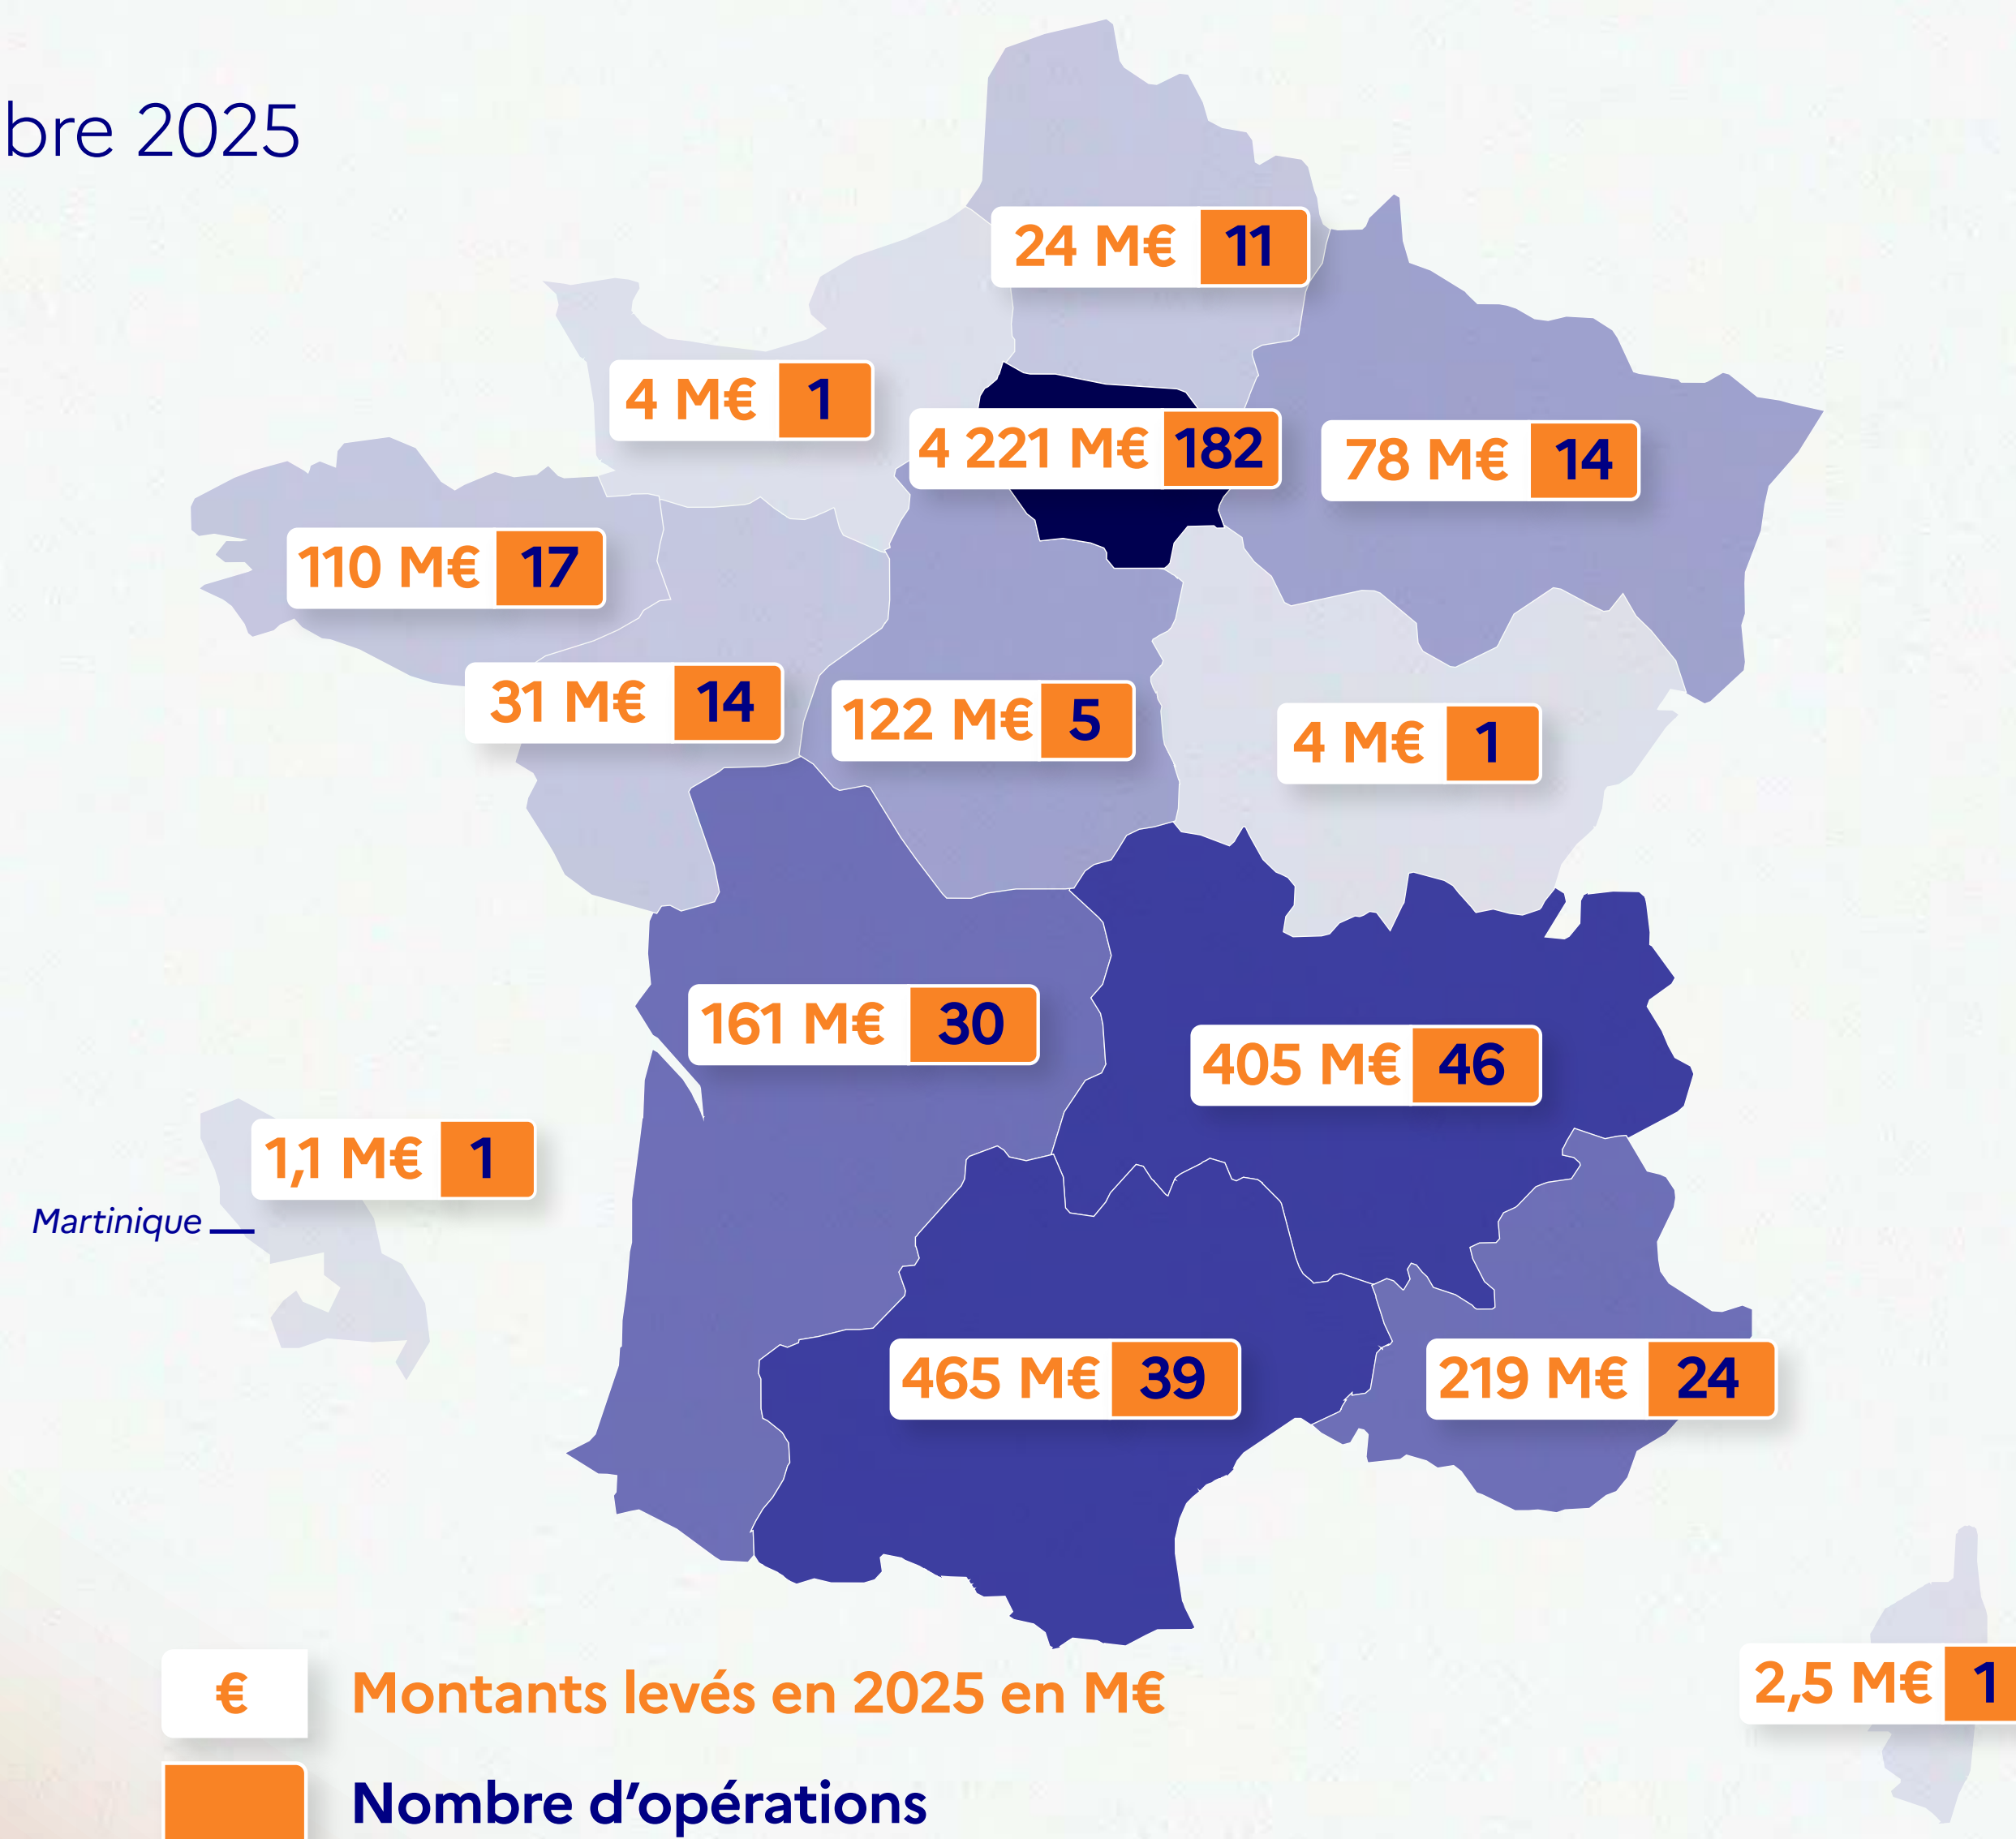 bre 2025
24 M€ 11
4 M€ 1
4 221 M€ 182
78 M€ 14
110 M€ 17
31 M€ 14
122 M€ 5
4 M€ 1
161 M€ 30
405 M€ 46
1,1 M€ 1
Martinique
465 M€ 39
219 M€ 24
2,5 M€ 1
€ Montants levés en 2025 en M€
Nombre d’opérations